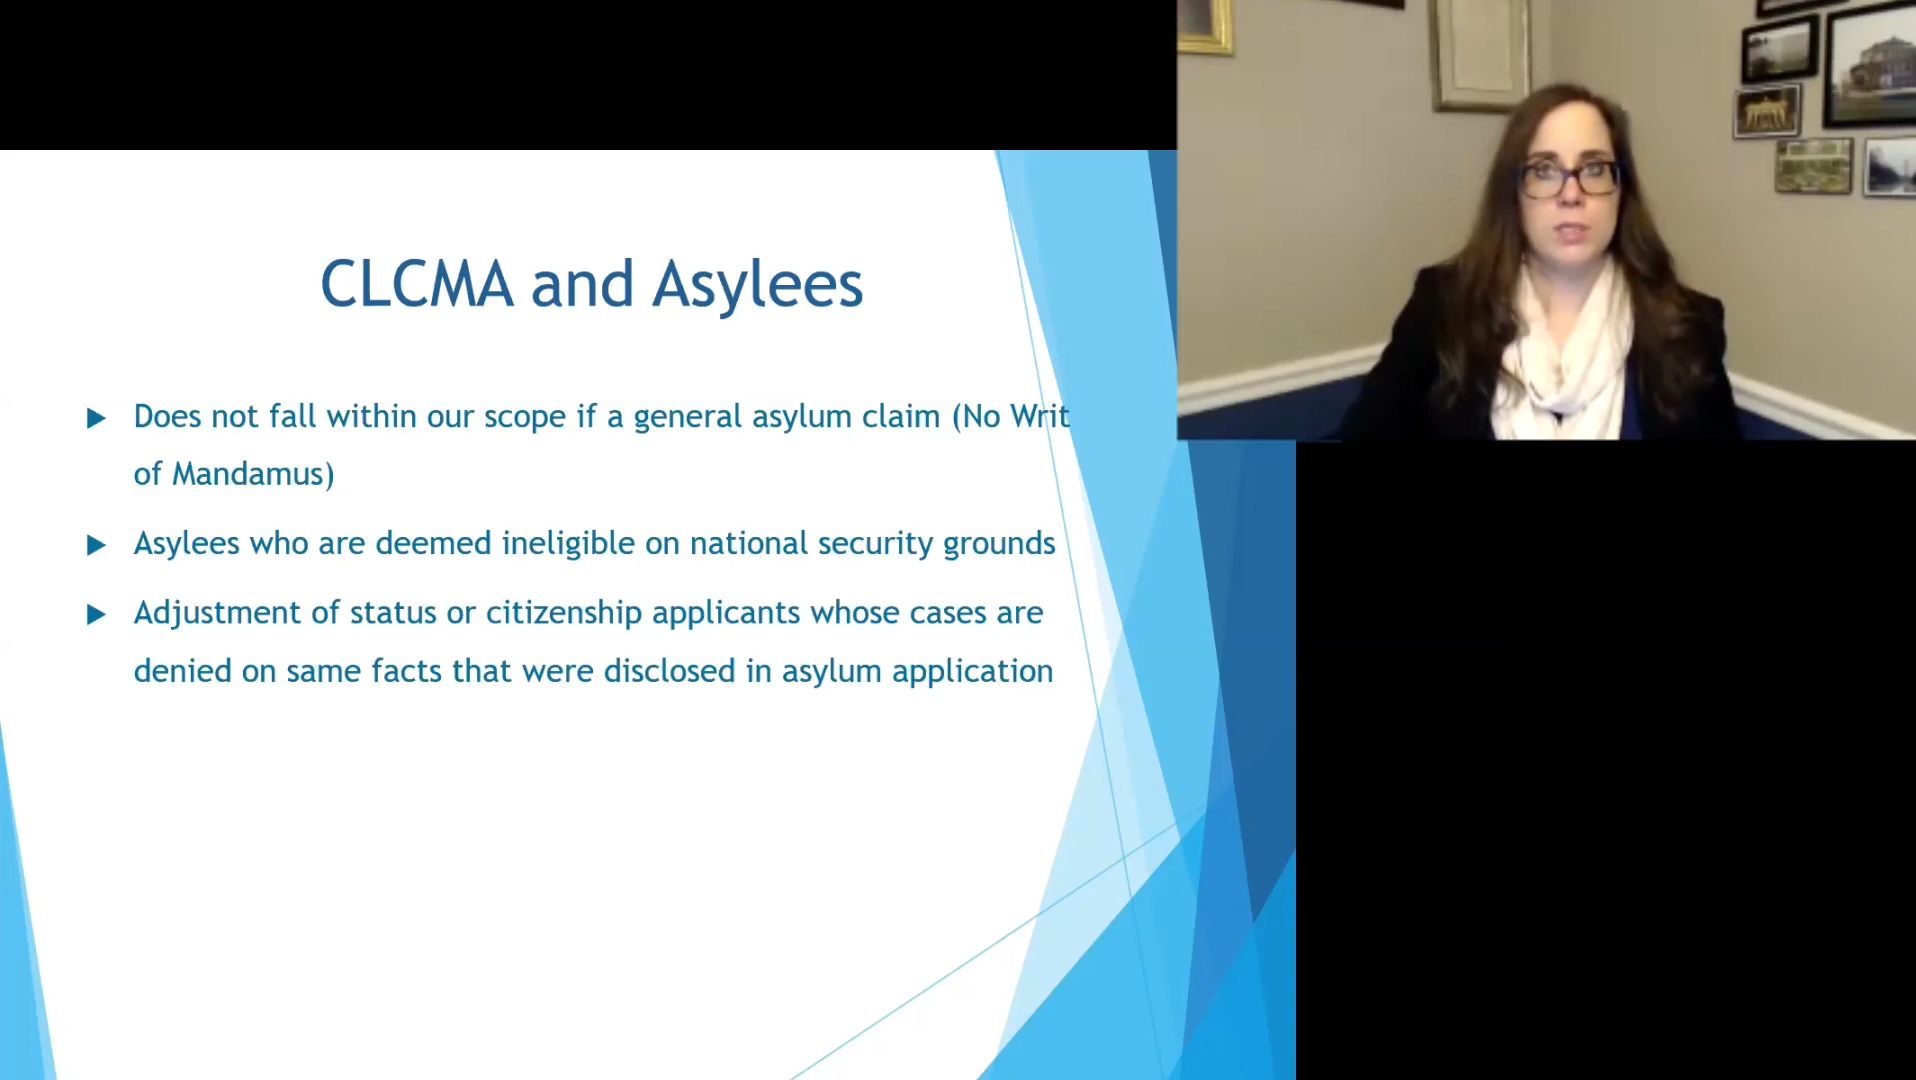 CLCMA and Asylees
Does not fall within our scope if a general asylum claim (No Writ
of Mandamus)
Asylees who are deemed ineligible on national security grounds
Adjustment of status or citizenship applicants whose cases are
denied on same facts that were disclosed in asylum application